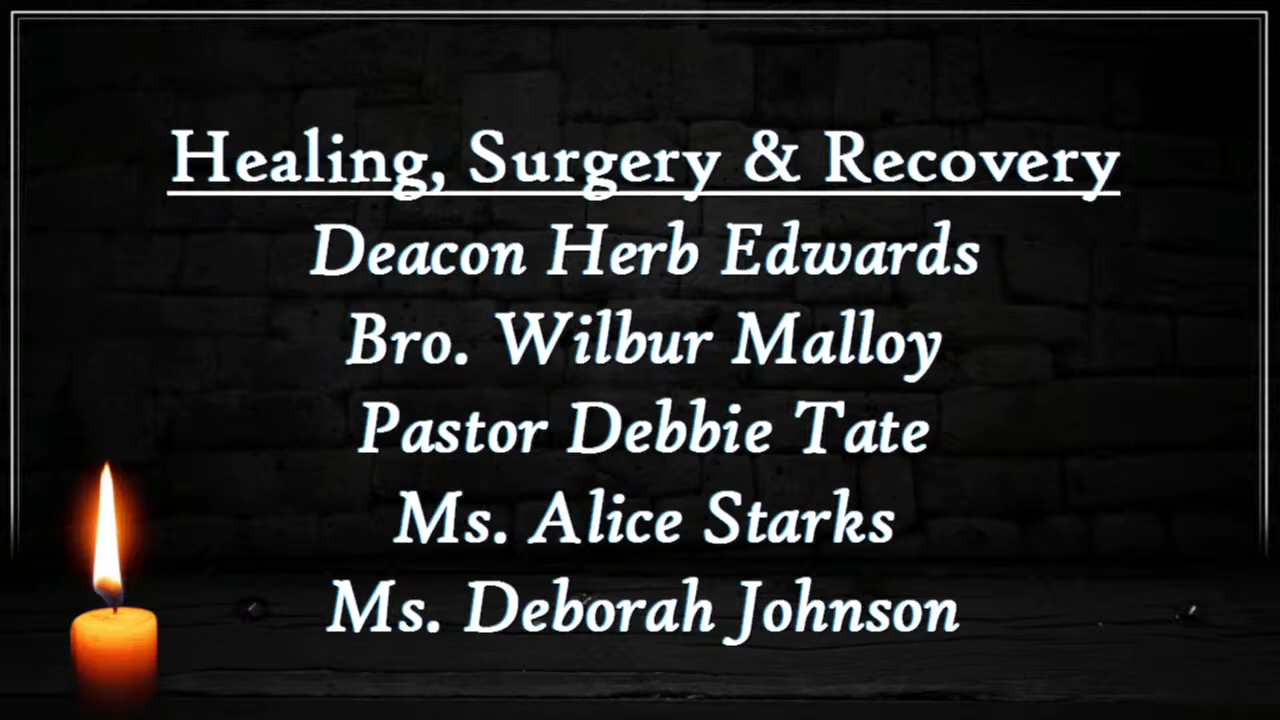 Healing, Surgery & Recovery
Deacon Herb Edwards
Bro. Wilbur Malloy
Pastor Debbie Tate
Ms. Alice Starks
Ms. Deborah Johnson